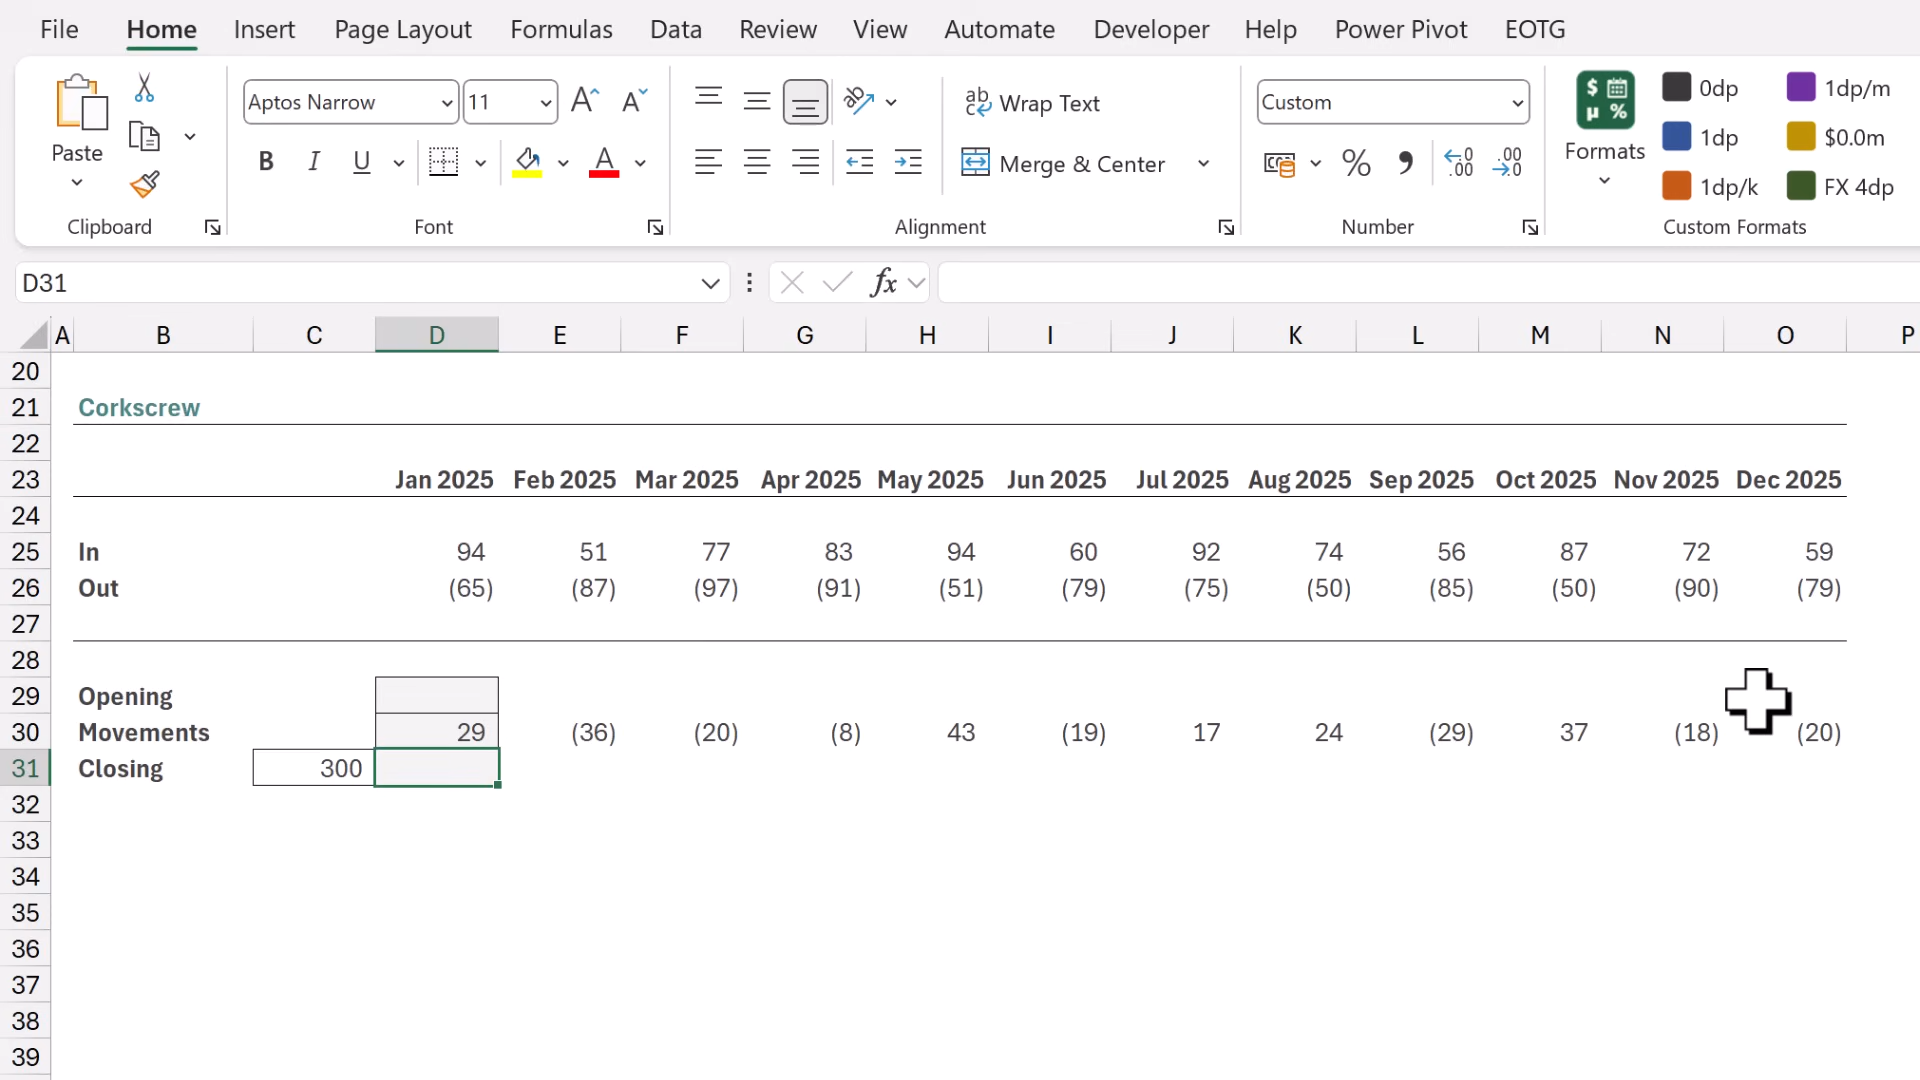 File Home Insert Page Layout Formulas Data Review View Automate Developer Help Power Pivot EOTG
Paste
Clipboard
Aptos Narrow 11 A A
B I U A
Font
ab Wrap Text
Merge & Center
Alignment
Custom
% , .00 .00
Number
Formats
0dp 1dp/m
1dp $0.0m
1dp/k FX 4dp
Custom Formats
D31 fx
A B C D E F G H I J K L M N O P
20
21 Corkscrew
22
23 Jan 2025 Feb 2025 Mar 2025 Apr 2025 May 2025 Jun 2025 Jul 2025 Aug 2025 Sep 2025 Oct 2025 Nov 2025 Dec 2025
24
25 In 94 51 77 83 94 60 92 74 56 87 72 59
26 Out (65) (87) (97) (91) (51) (79) (75) (50) (85) (50) (90) (79)
27
28
29 Opening
30 Movements 29 (36) (20) (8) 43 (19) 17 24 (29) 37 (18) (20)
31 Closing 300
32
33
34
35
36
37
38
39